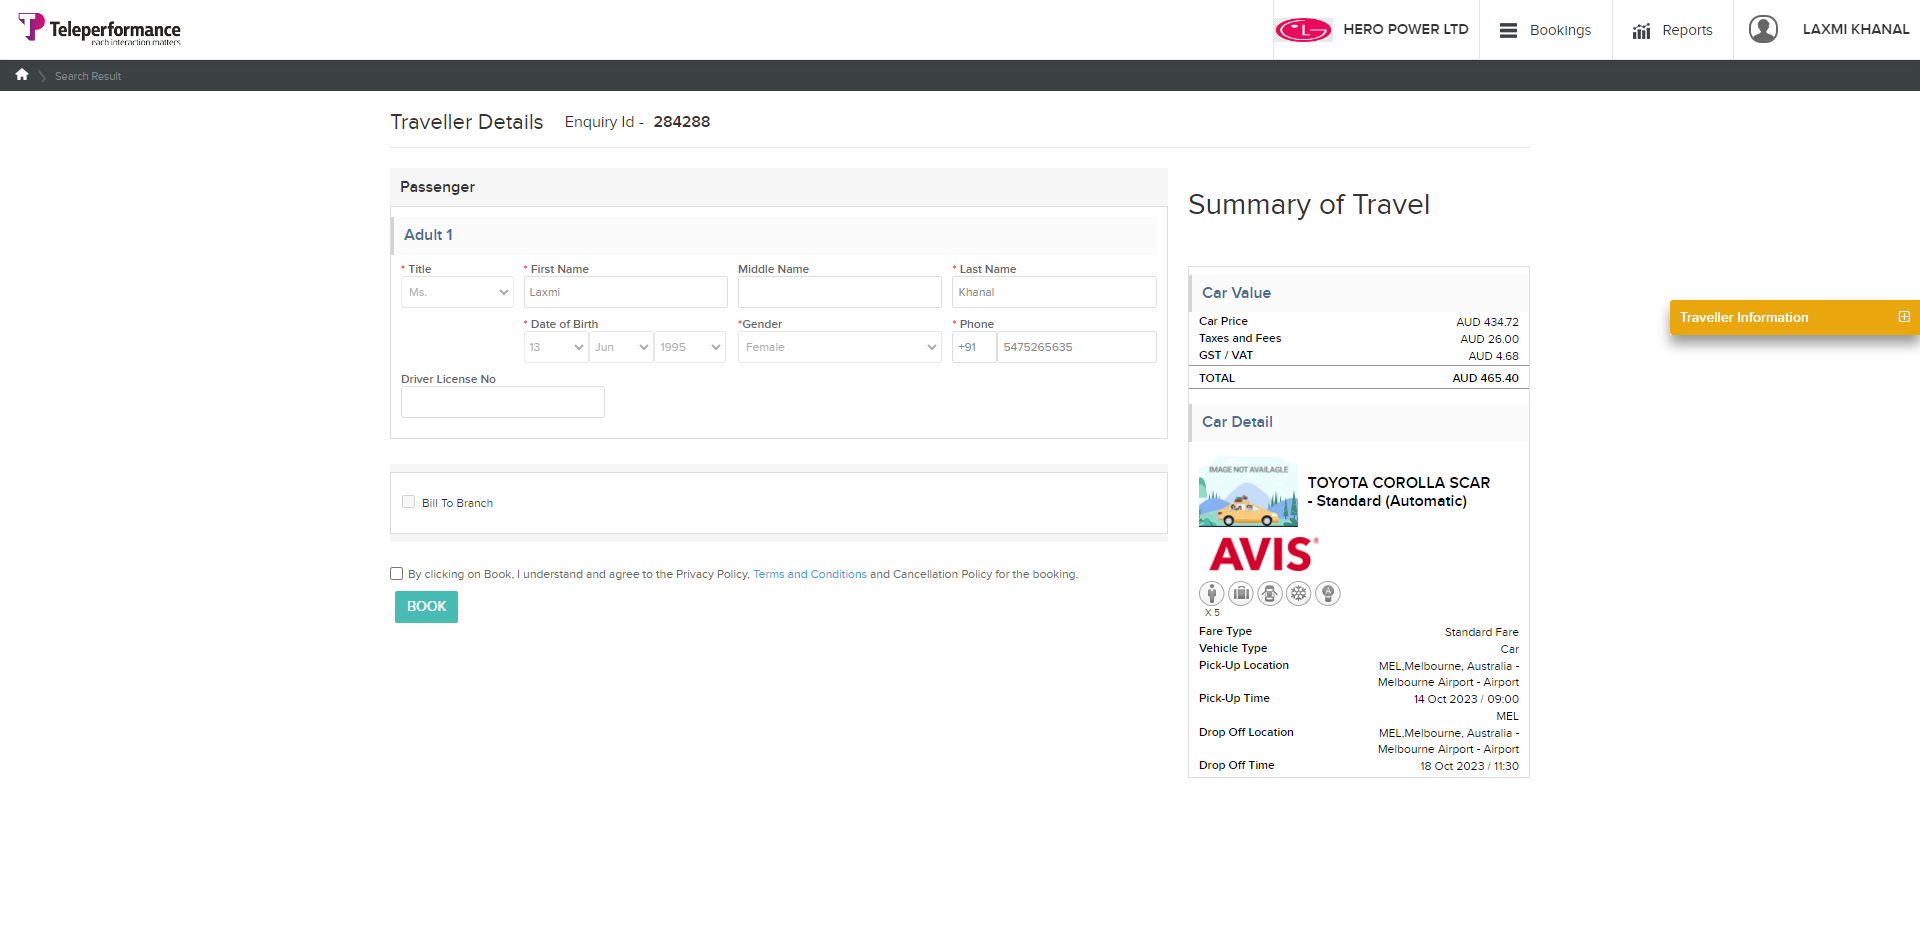 Teleperformance
each interaction matters
LG HERO POWER LTD
Bookings
Reports
LAXMI KHANAL
Search Result
Traveller Details Enquiry Id - 284288
Passenger
Adult 1
* Title * First Name Middle Name * Last Name
Ms. Laxmi Khanal
* Date of Birth *Gender * Phone
13 Jun 1995 Female +91 5475265635
Driver License No
Bill To Branch
By clicking on Book, I understand and agree to the Privacy Policy, Terms and Conditions and Cancellation Policy for the booking.
BOOK
Summary of Travel
Car Value
Car Price AUD 434.72
Taxes and Fees AUD 26.00
GST / VAT AUD 4.68
TOTAL AUD 465.40
Car Detail
IMAGE NOT AVAILAGLE
TOYOTA COROLLA SCAR
- Standard (Automatic)
AVIS
X 5
Fare Type Standard Fare
Vehicle Type Car
Pick-Up Location MEL,Melbourne, Australia -
Melbourne Airport - Airport
Pick-Up Time 14 Oct 2023 / 09:00
MEL
Drop Off Location MEL,Melbourne, Australia -
Melbourne Airport - Airport
Drop Off Time 18 Oct 2023 / 11:30
Traveller Information